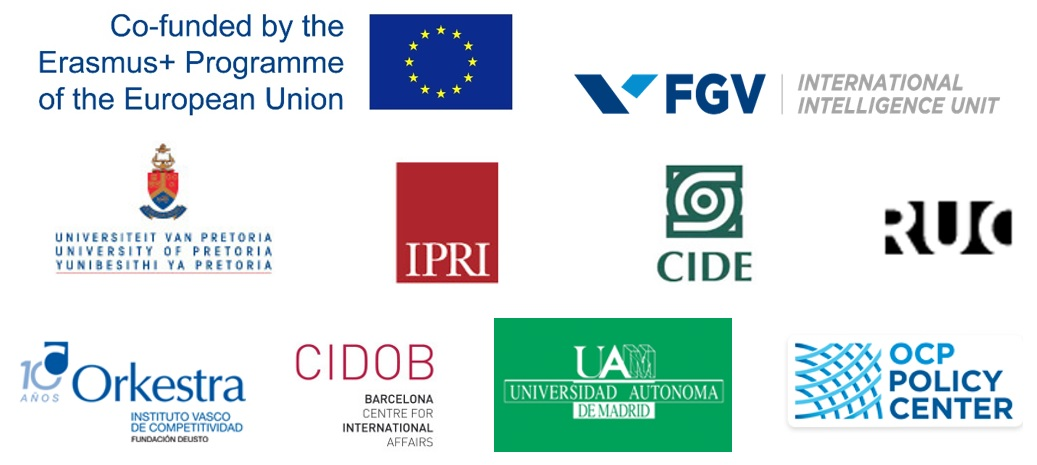 Co-funded by the
Erasmus+ Programme
of the European Union
FGV
INTERNATIONAL
INTELLIGENCE UNIT
UNIVERSITEIT VAN PRETORIA
UNIVERSITY OF PRETORIA
YUNIBESITHI YA PRETORIA
IPRI
CIDE
RUC
10
AÑOS
Orkestra
INSTITUTO VASCO
DE COMPETITIVIDAD
FUNDACIÓN DEUSTO
CIDOB
BARCELONA
CENTRE FOR
INTERNATIONAL
AFFAIRS
UAM
UNIVERSIDAD AUTONOMA
DE MADRID
OCP
POLICY
CENTER